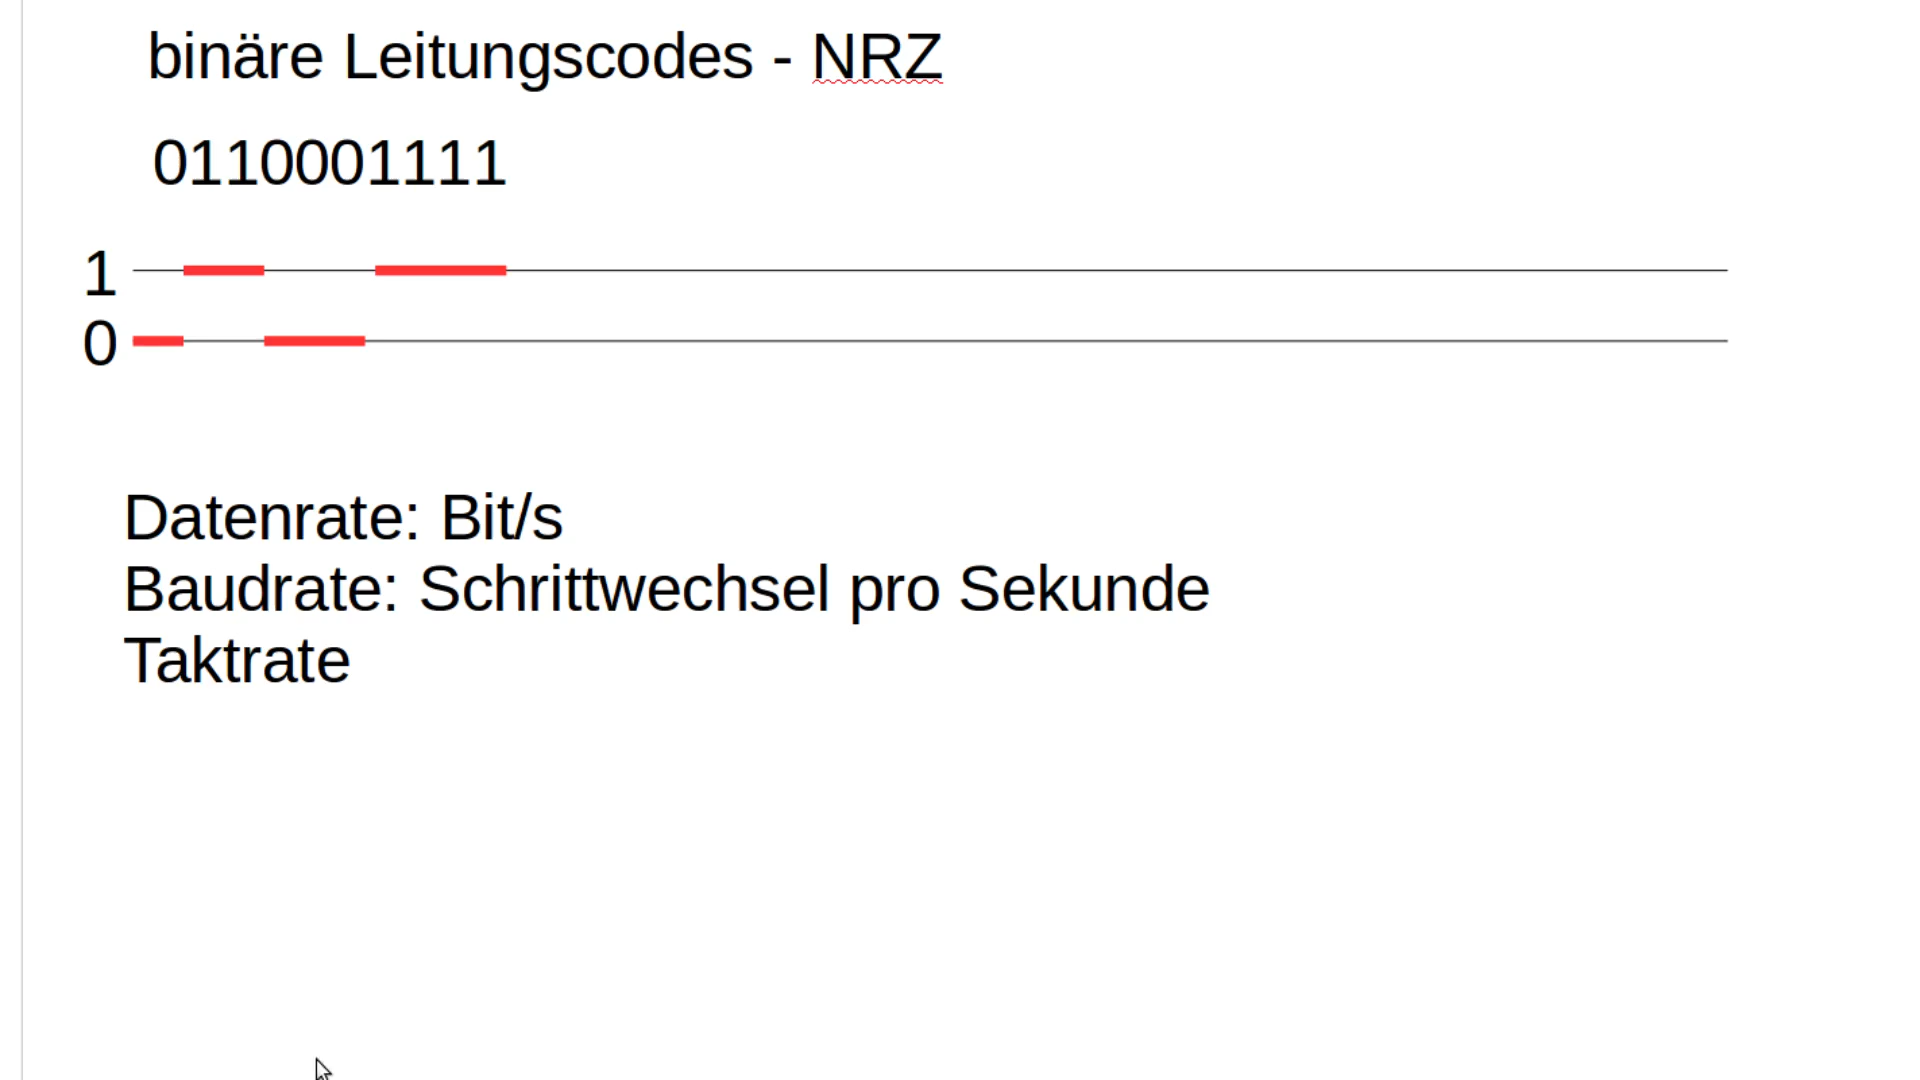 binäre Leitungscodes - NRZ
0110001111
1
0
Datenrate: Bit/s
Baudrate: Schrittwechsel pro Sekunde
Taktrate